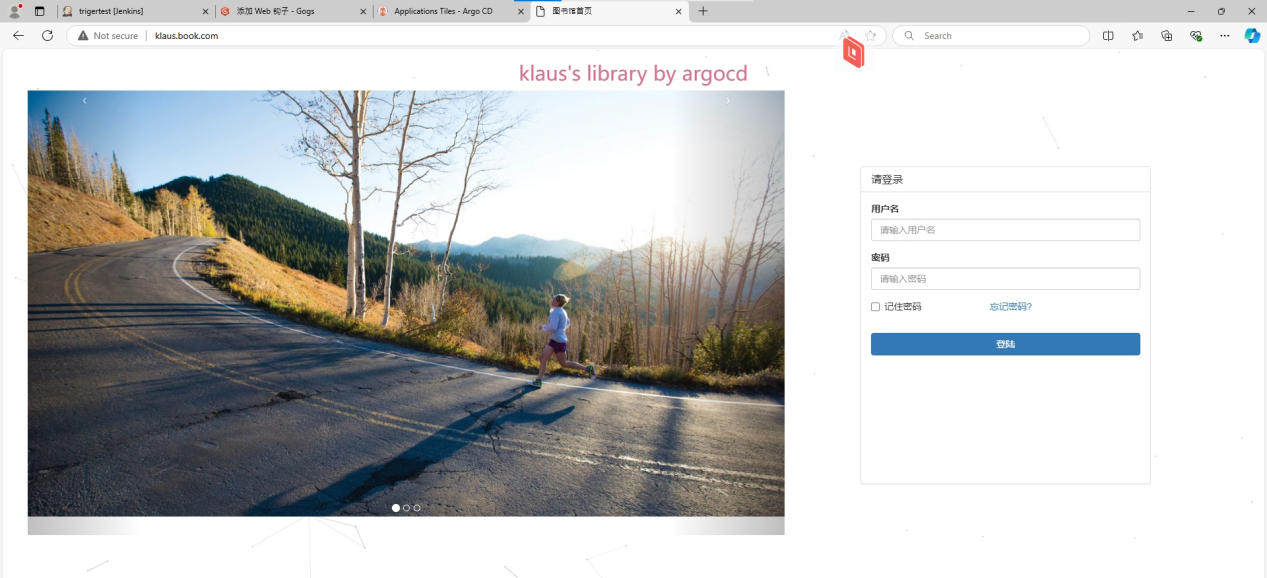 trigertest [Jenkins]
添加 Web 钩子 - Gogs
Applications Tiles - Argo CD
图书馆首页
Not secure
klaus.book.com
Search
klaus's library by argocd
请登录
用户名
请输入用户名
密码
请输入密码
记住密码
忘记密码?
登陆